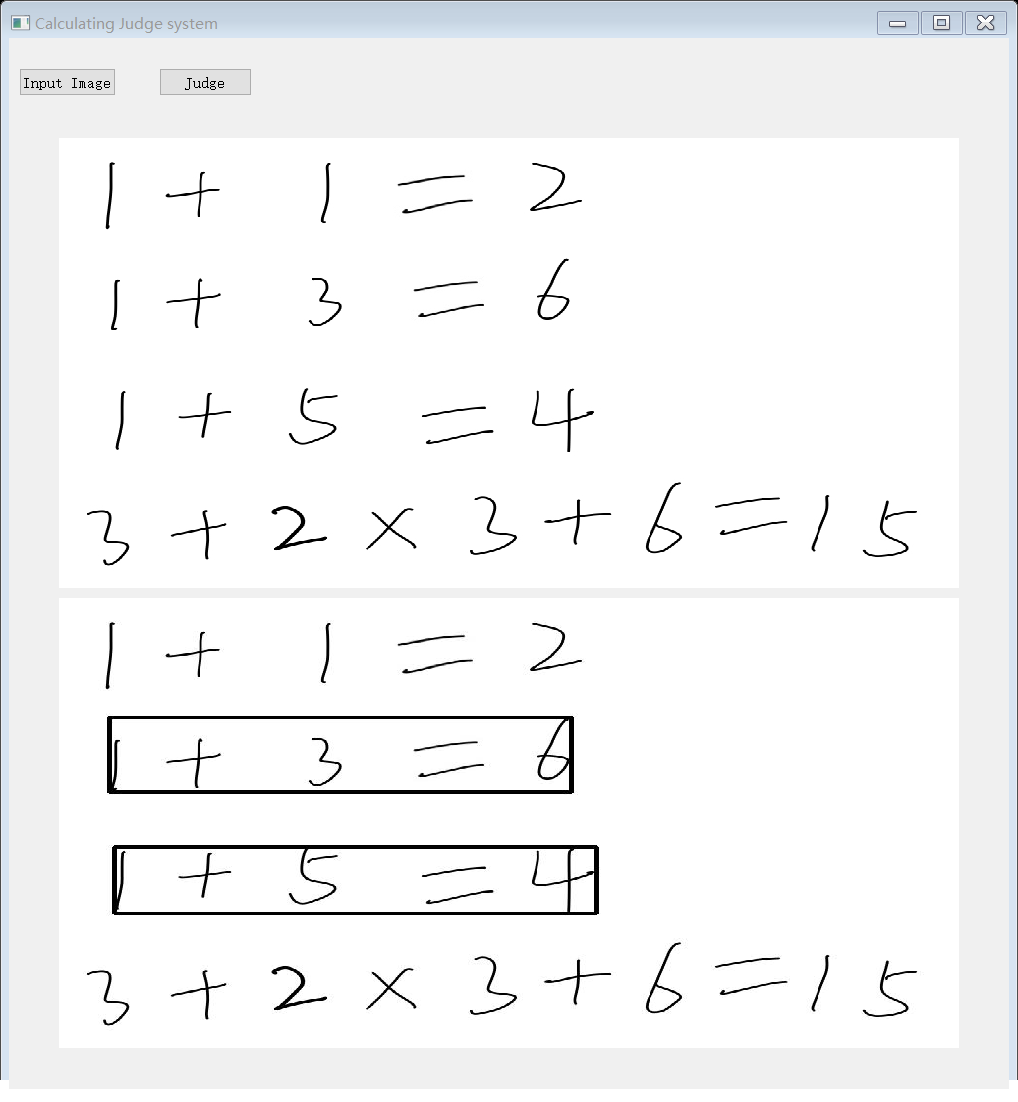 Calculating Judge system
Input Image Judge
1 + 1 = 2
1 + 3 = 6
1 + 5 = 4
3 + 2 × 3 + 6 = 15
1 + 1 = 2
1 + 3 = 6
1 + 5 = 4
3 + 2 × 3 + 6 = 15